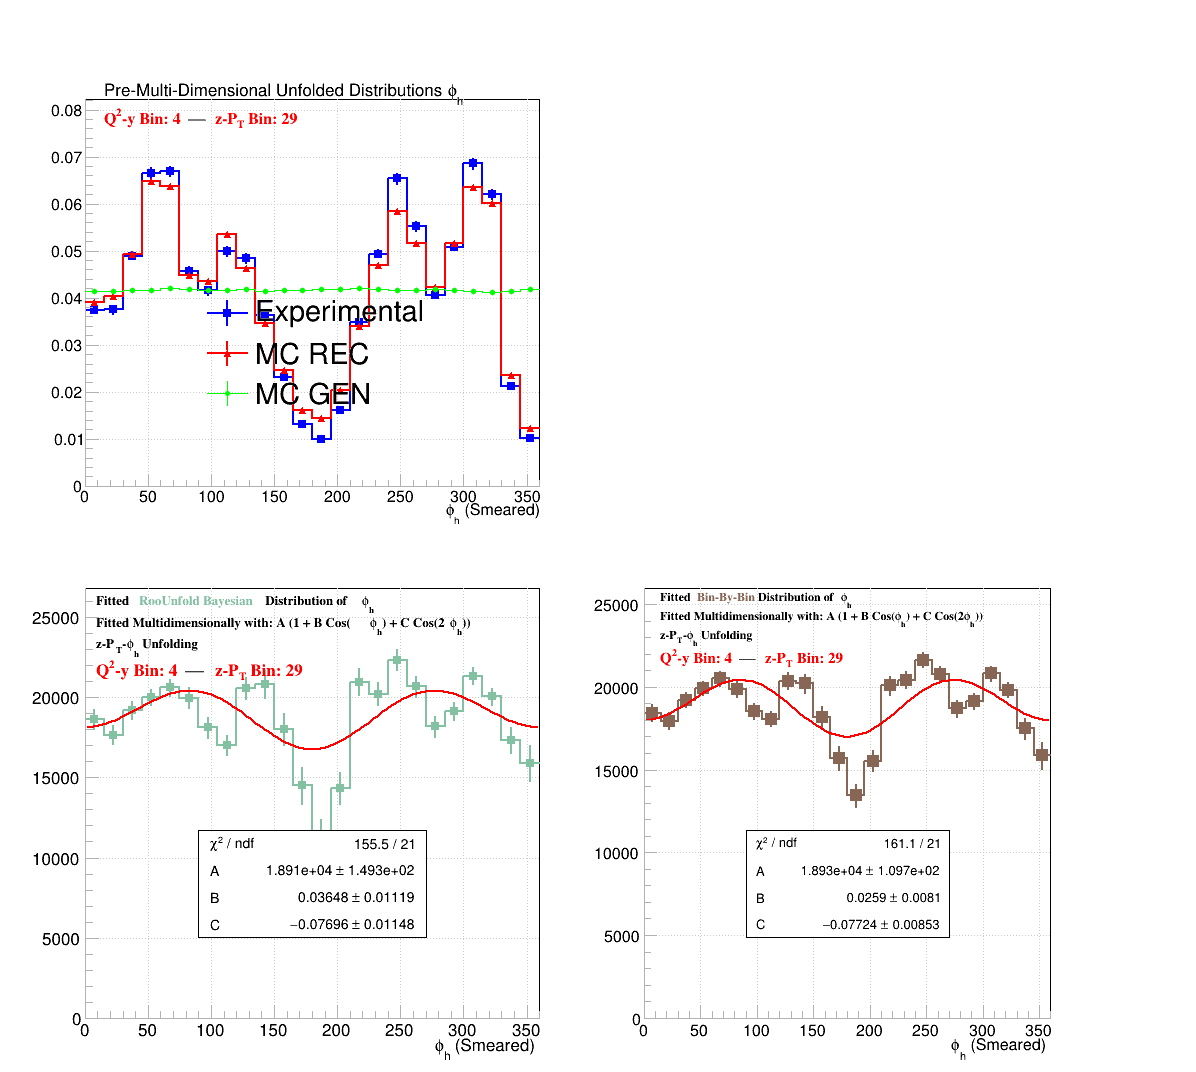 Pre-Multi-Dimensional Unfolded Distributions ϕh
Q²-y Bin: 4 — z-PT Bin: 29
0.08
0.07
0.06
0.05
0.04
0.03
0.02
0.01
0
Experimental
MC REC
MC GEN
0 50 100 150 200 250 300 350
ϕh (Smeared)
Fitted RooUnfold Bayesian Distribution of ϕh
Fitted Multidimensionally with: A (1 + B Cos( ϕh) + C Cos(2 ϕh))
z-PT-ϕh Unfolding
Q²-y Bin: 4 — z-PT Bin: 29
25000
20000
15000
10000
5000
0
χ² / ndf 155.5 / 21
A 1.891e+04 ± 1.493e+02
B 0.03648 ± 0.01119
C −0.07696 ± 0.01148
0 50 100 150 200 250 300 350
ϕh (Smeared)
Fitted Bin-By-Bin Distribution of ϕh
Fitted Multidimensionally with: A (1 + B Cos(ϕh) + C Cos(2ϕh))
z-PT-ϕh Unfolding
Q²-y Bin: 4 — z-PT Bin: 29
25000
20000
15000
10000
5000
0
χ² / ndf 161.1 / 21
A 1.893e+04 ± 1.097e+02
B 0.0259 ± 0.0081
C −0.07724 ± 0.00853
0 50 100 150 200 250 300 350
ϕh (Smeared)